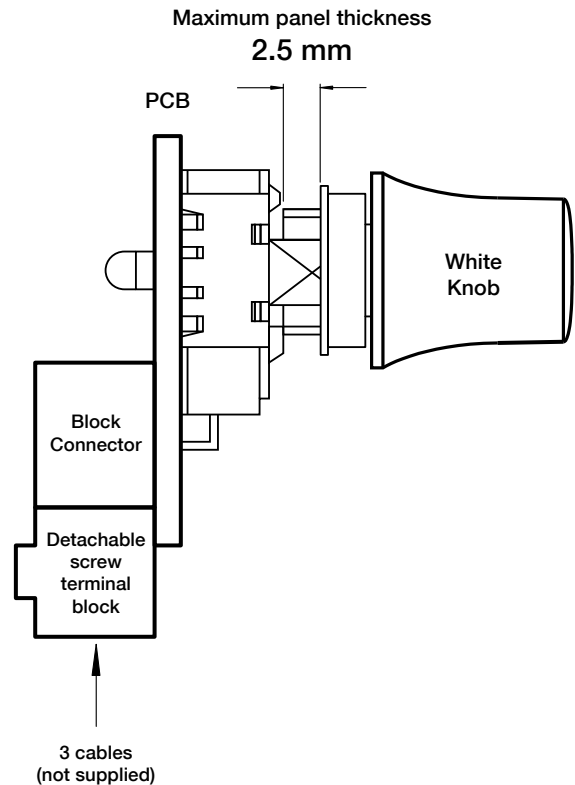 Maximum panel thickness
2.5 mm
PCB
White
Knob
Block
Connector
Detachable
screw
terminal
block
3 cables
(not supplied)